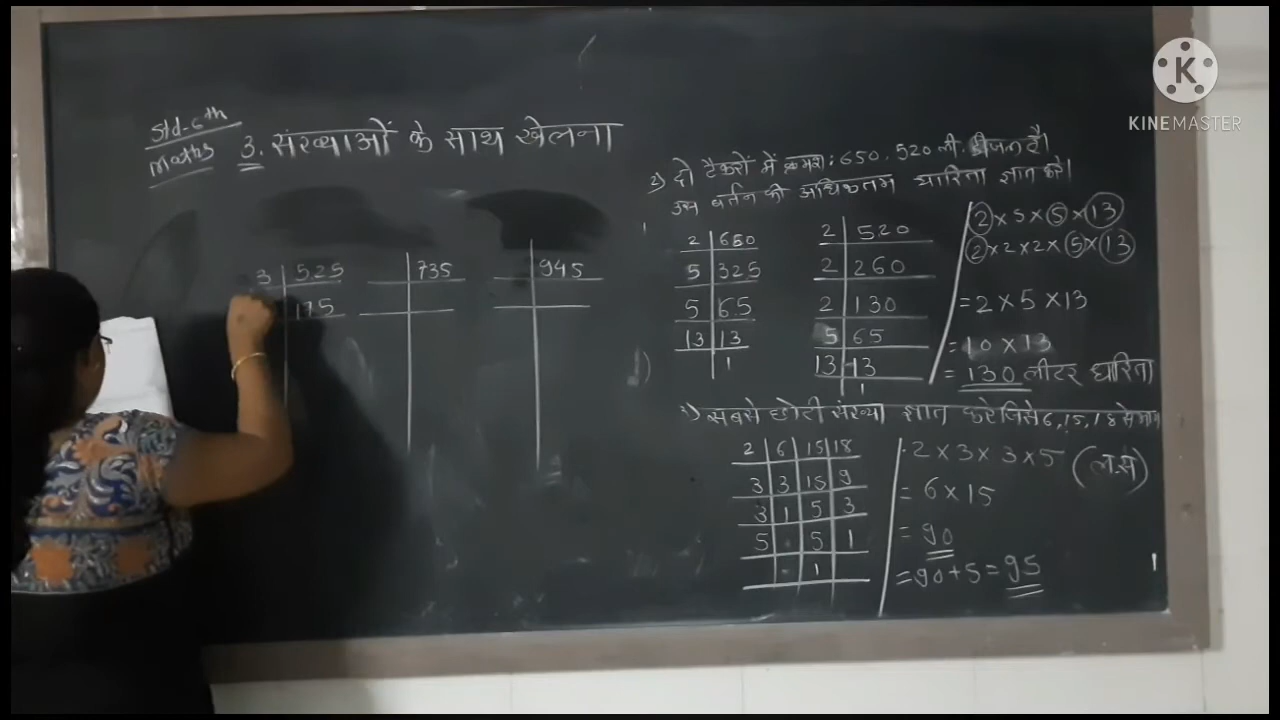 Std-6th
Maths
3. संख्याओं के साथ खेलना
3 | 525
175
735
945
2) दो टैंकरों में क्रमश: 650, 520 ली. डीजल है।
उस बर्तन की अधिकतम धारिता ज्ञात करें।
2 | 650
5 | 325
5 | 65
13 | 13
1
2 | 520
2 | 260
2 | 130
5 | 65
13 | 13
1
2 × 5 × 5 × 13
2 × 2 × 2 × 5 × 13
= 2 × 5 × 13
= 10 × 13
= 130 लीटर धारिता
3) सबसे छोटी संख्या ज्ञात करे जिसे 6, 15, 18 से भाग
2 | 6 | 15 | 18
3 | 3 | 15 | 9
3 | 1 | 5 | 3
5 | . | 5 | 1
. | 1
2 × 3 × 3 × 5 (ल.स)
= 6 × 15
= 90
= 90 + 5 = 95
K
KINEMASTER